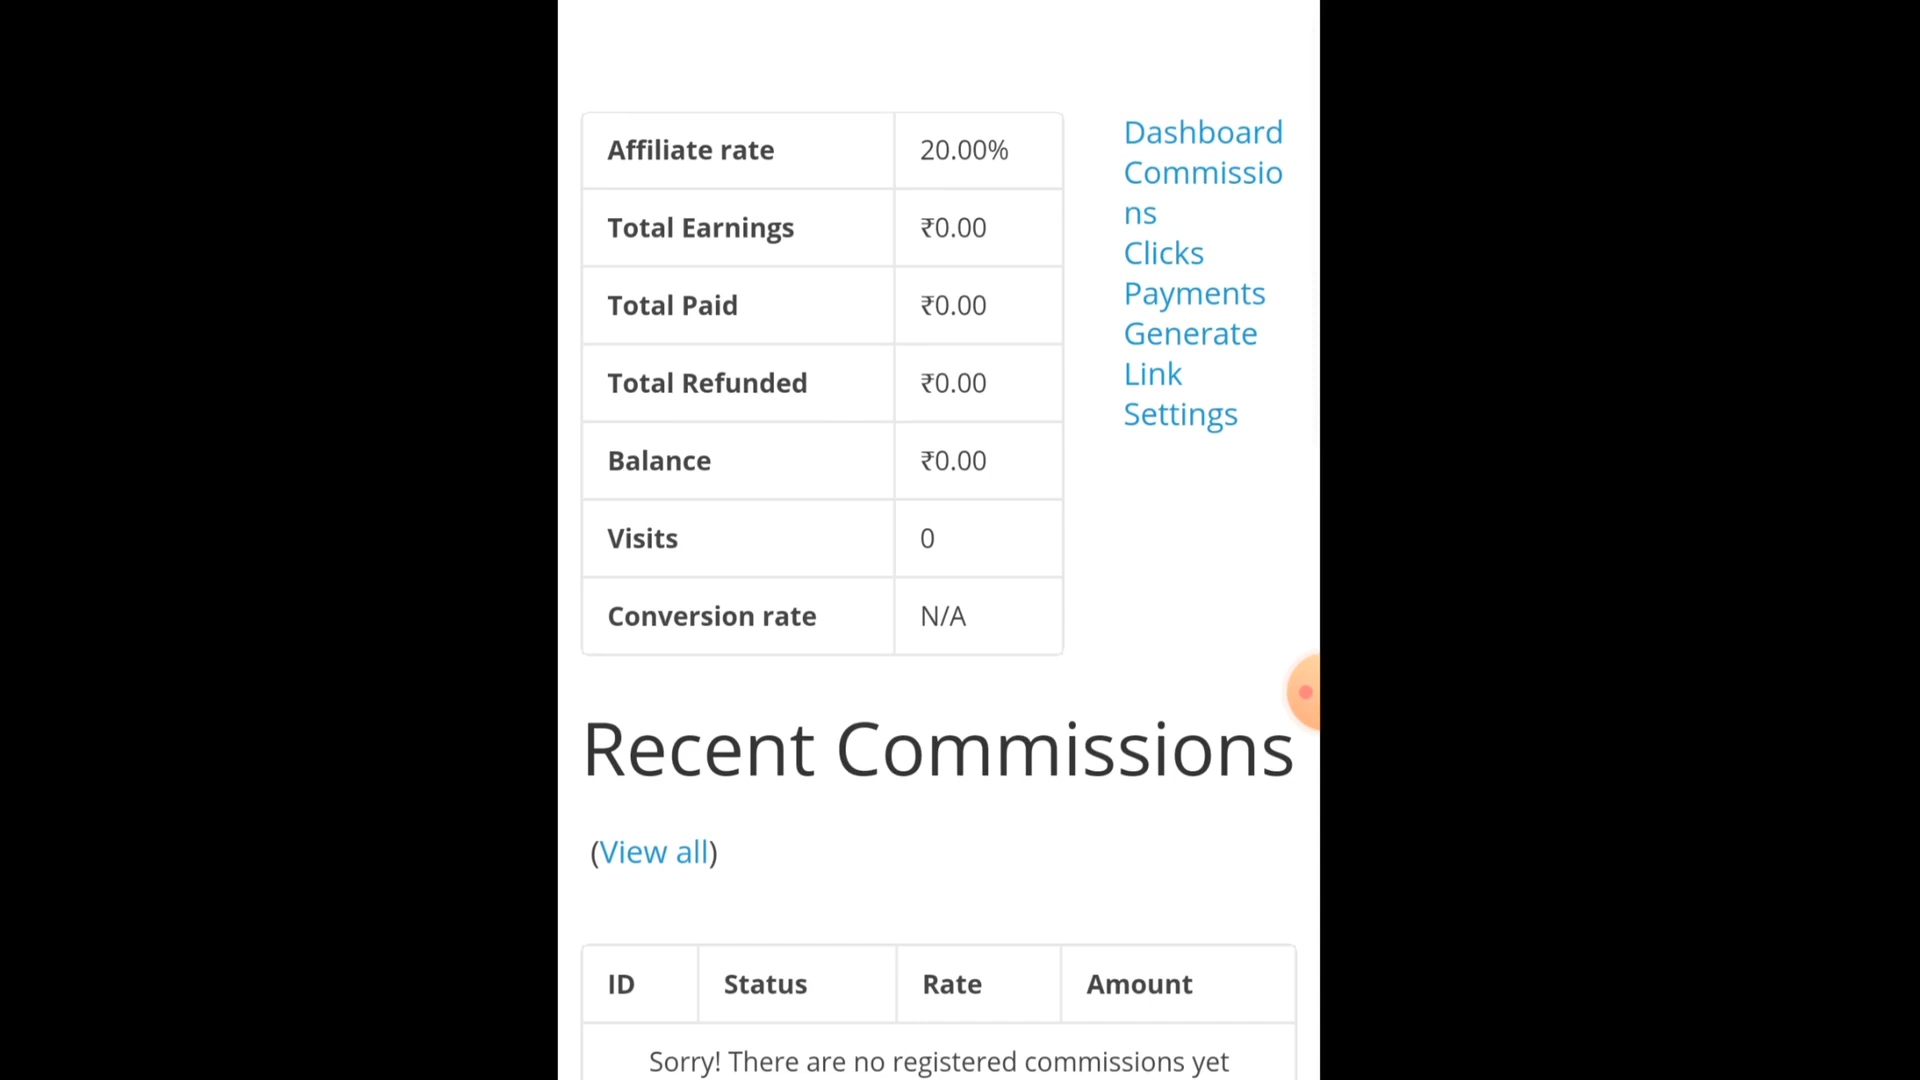 Affiliate rate 20.00%
Total Earnings ₹0.00
Total Paid ₹0.00
Total Refunded ₹0.00
Balance ₹0.00
Visits 0
Conversion rate N/A
Dashboard
Commissio
ns
Clicks
Payments
Generate
Link
Settings
Recent Commissions
(View all)
ID Status Rate Amount
Sorry! There are no registered commissions yet